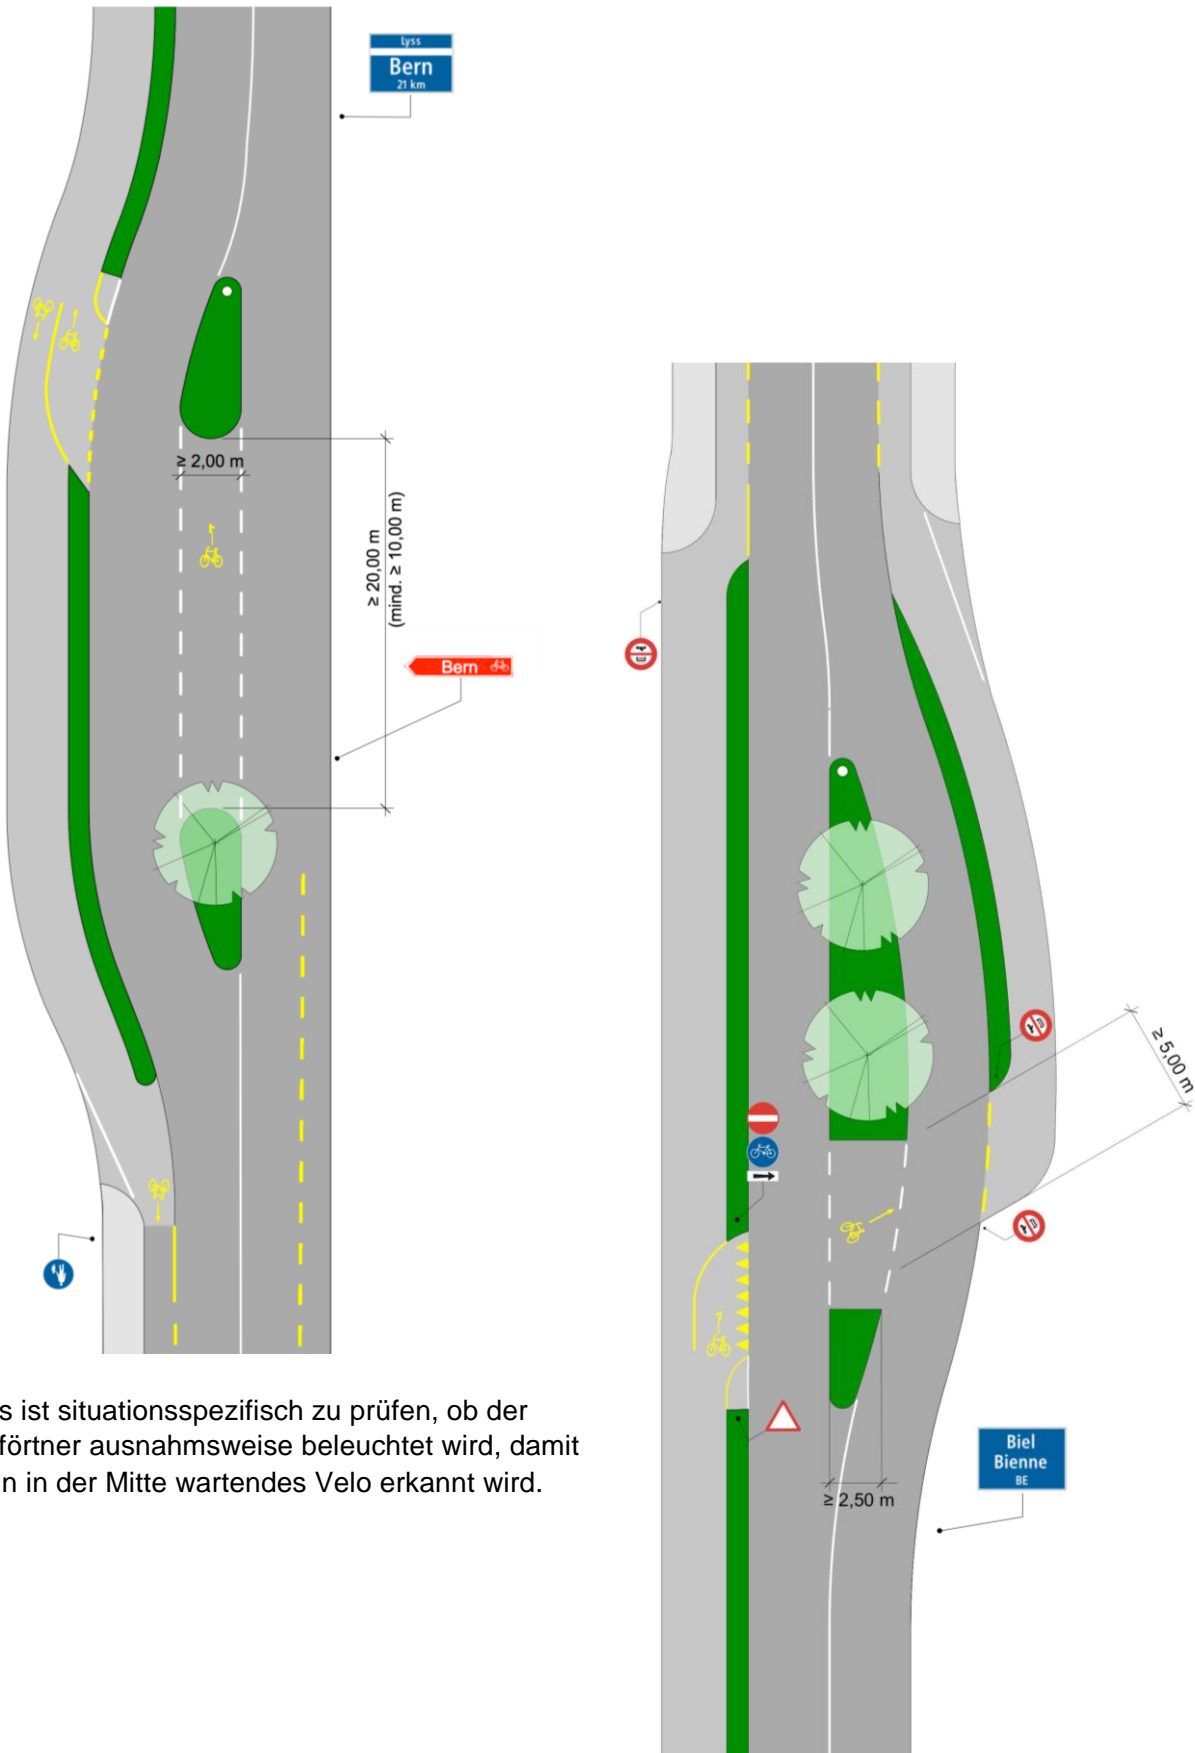 Lyss
Bern
21 km
≥ 2,00 m
≥ 20,00 m
(mind. ≥ 10,00 m)
Bern
≥ 5,00 m
s ist situationsspezifisch zu prüfen, ob der
förtner ausnahmsweise beleuchtet wird, damit
n in der Mitte wartendes Velo erkannt wird.
≥ 2,50 m
Biel
Bienne
BE